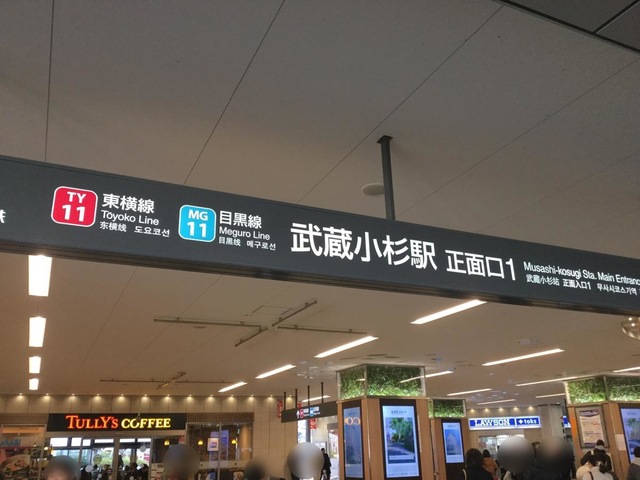 TY
11
東横線
Toyoko Line
东横线 도요코선
MG
11
目黒線
Meguro Line
目黑线 메구로선
武蔵小杉駅 正面口1
Musashi-kosugi Sta. Main Entrance
武藏小杉站 正面入口1 무사시코스기역
TULLY'S COFFEE
LAWSON + toks